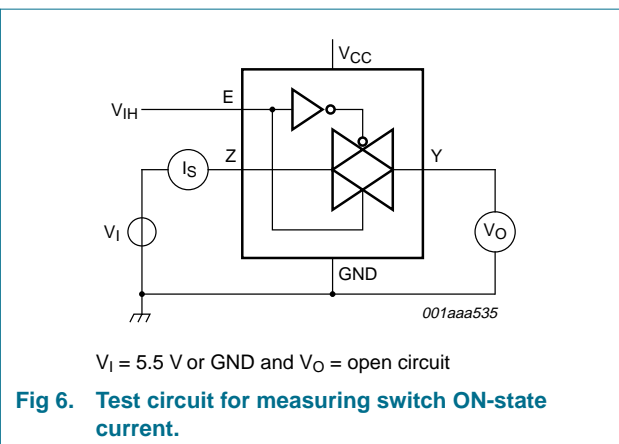 VCC
E
VIH
Z
Y
IS
VI
VO
GND
001aaa535
VI = 5.5 V or GND and VO = open circuit
Fig 6. Test circuit for measuring switch ON-state
current.